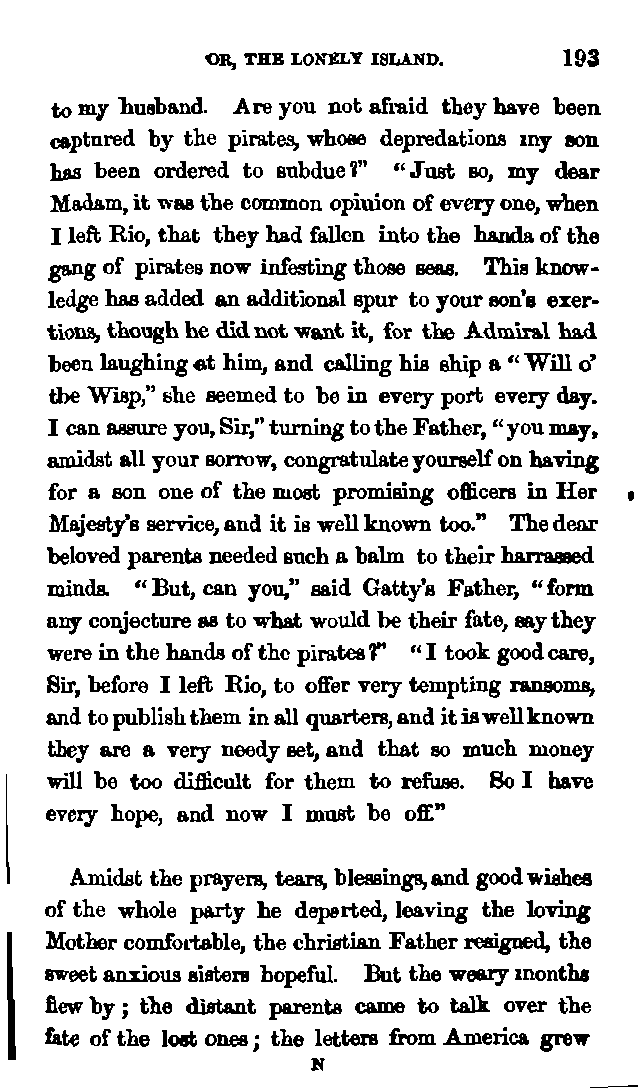 OR, THE LONELY ISLAND. 193
to my husband. Are you not afraid they have been
captured by the pirates, whose depredations my son
has been ordered to subdue?" "Just so, my dear
Madam, it was the common opinion of every one, when
I left Rio, that they had fallen into the hands of the
gang of pirates now infesting those seas. This know-
ledge has added an additional spur to your son's exer-
tions, though he did not want it, for the Admiral had
been laughing at him, and calling his ship a "Will o'
the Wisp," she seemed to be in every port every day.
I can assure you, Sir," turning to the Father, "you may,
amidst all your sorrow, congratulate yourself on having
for a son one of the most promising officers in Her
Majesty's service, and it is well known too." The dear
beloved parents needed such a balm to their harrassed
minds. "But, can you," said Gatty's Father, "form
any conjecture as to what would be their fate, say they
were in the hands of the pirates?" "I took good care,
Sir, before I left Rio, to offer very tempting ransoms,
and to publish them in all quarters, and it is well known
they are a very needy set, and that so much money
will be too difficult for them to refuse. So I have
every hope, and now I must be off."
Amidst the prayers, tears, blessings, and good wishes
of the whole party he departed, leaving the loving
Mother comfortable, the christian Father resigned, the
sweet anxious sisters hopeful. But the weary months
flew by; the distant parents came to talk over the
fate of the lost ones; the letters from America grew
N